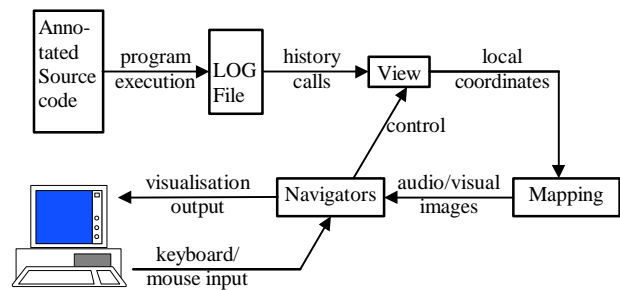 Anno-
tated
Source
code
program
execution
LOG
File
history
calls
View
local
coordinates
control
visualisation
output
Navigators
audio/visual
images
Mapping
keyboard/
mouse input